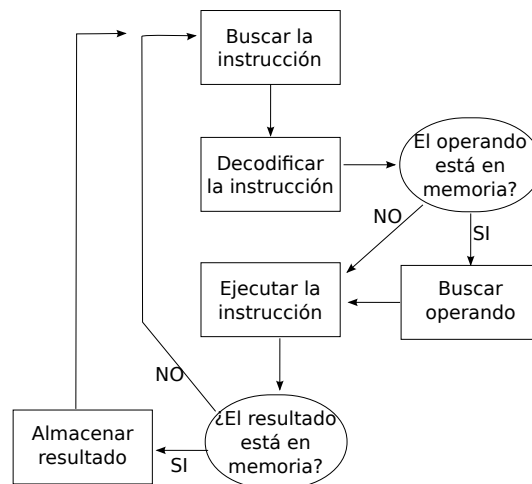 Buscar la
instrucción
Decodificar
la instrucción
El operando
está en
memoria?
NO
SI
Ejecutar la
instrucción
Buscar
operando
NO
¿El resultado
está en
memoria?
SI
Almacenar
resultado